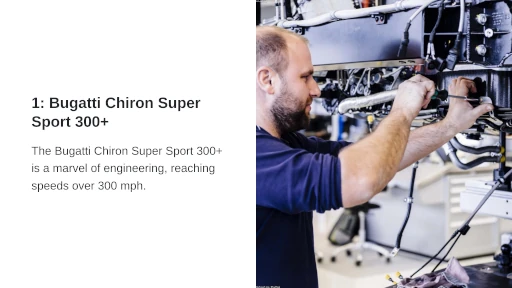 1: Bugatti Chiron Super
Sport 300+
The Bugatti Chiron Super Sport 300+
is a marvel of engineering, reaching
speeds over 300 mph.